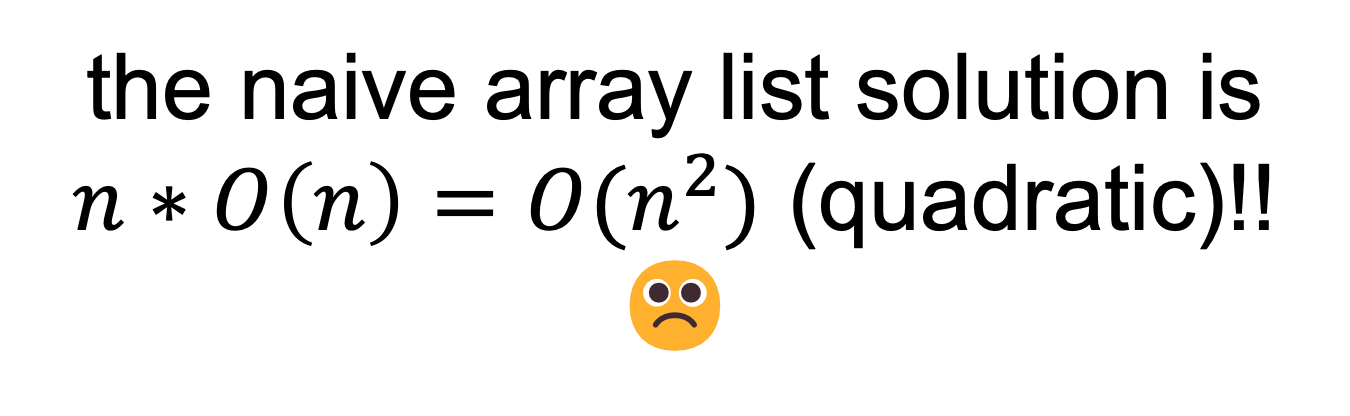 the naive array list solution is
n * O(n) = O(n²) (quadratic)!!